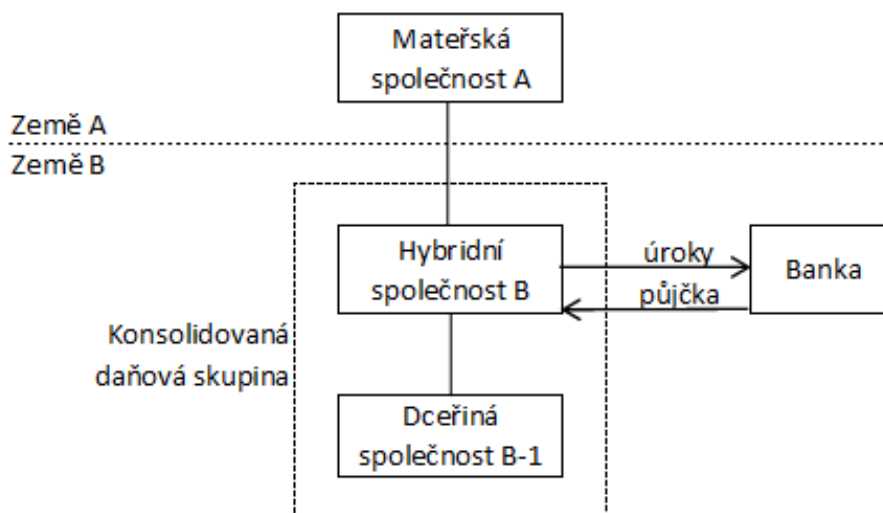 Mateřská
společnost A
Země A
Země B
Hybridní
společnost B
úroky
půjčka
Banka
Konsolidovaná
daňová skupina
Dceřiná
společnost B-1